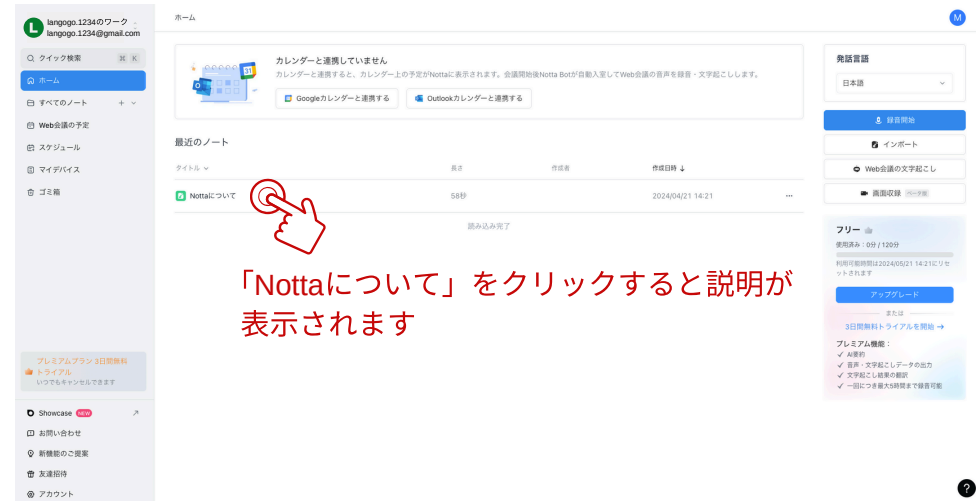 L
langogo.1234のワーク
langogo.1234@gmail.com
クイック検索
⌘ K
ホーム
すべてのノート
Web会議の予定
スケジュール
マイデバイス
ゴミ箱
プレミアムプラン 3日間無料
トライアル
いつでもキャンセルできます
Showcase NEW
お問い合わせ
新機能のご提案
友達招待
アカウント
ホーム
M
31
カレンダーと連携していません
カレンダーと連携すると、カレンダー上の予定がNottaに表示されます。会議開始後Notta Botが自動入室してWeb会議の音声を録音・文字起こしします。
Googleカレンダーと連携する
Outlookカレンダーと連携する
最近のノート
タイトル 長さ 作成者 作成日時 ↓
Nottaについて 58秒 2024/04/21 14:21 ...
読み込み完了
「Nottaについて」をクリックすると説明が
表示されます
発話言語
日本語
録音開始
インポート
Web会議の文字起こし
画面収録 ベータ版
フリー
使用済み：0分 / 120分
利用可能時間は2024/05/21 14:21にリセ
ットされます
アップグレード
または
3日間無料トライアルを開始 →
プレミアム機能：
✓ AI要約
✓ 音声・文字起こしデータの出力
✓ 文字起こし結果の翻訳
✓ 一回につき最大5時間まで録音可能
?